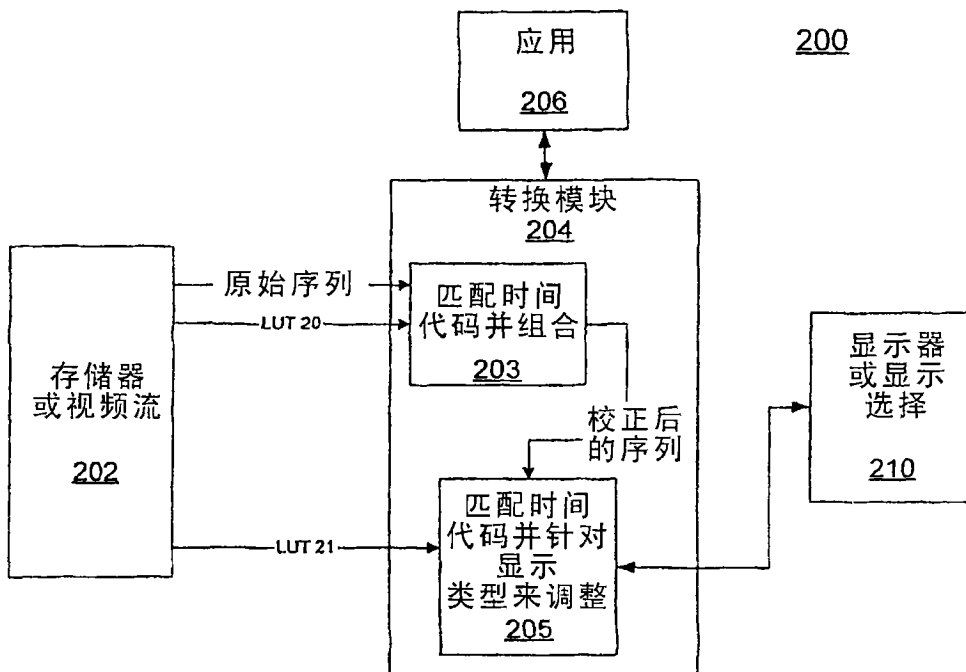 200
应用
206
转换模块
204
原始序列
LUT 20
匹配时间
代码并组合
203
存储器
或视频流
202
校正后
的序列
显示器
或显示
选择
210
LUT 21
匹配时间
代码并针对
显示
类型来调整
205